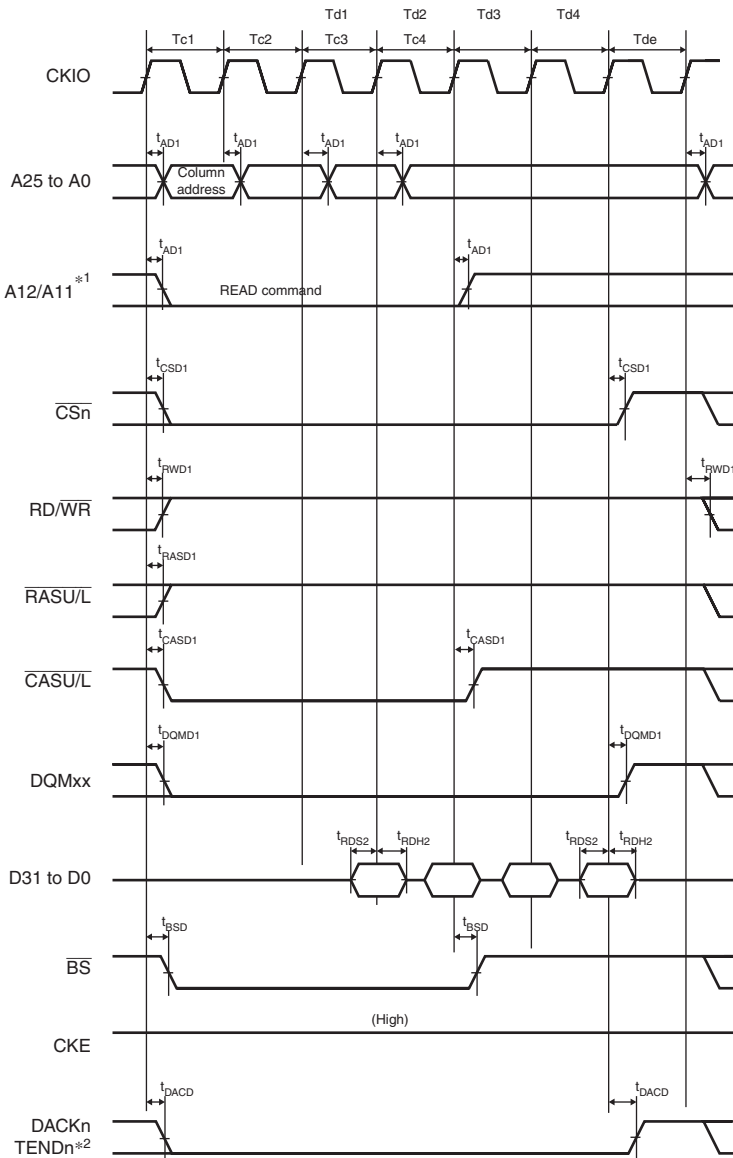 Td1 Td2 Td3 Td4
Tc1 Tc2 Tc3 Tc4 Tde
CKIO
tAD1 tAD1 tAD1 tAD1 tAD1
A25 to A0
Column
address
tAD1 tAD1
A12/A11*1
READ command
tCSD1 tCSD1
CSn
tRWD1 tRWD1
RD/WR
tRASD1
RASU/L
tCASD1 tCASD1
CASU/L
tDQMD1 tDQMD1
DQMxx
tRDS2 tRDH2 tRDS2 tRDH2
D31 to D0
tBSD tBSD
BS
(High)
CKE
tDACD tDACD
DACKn
TENDn*2